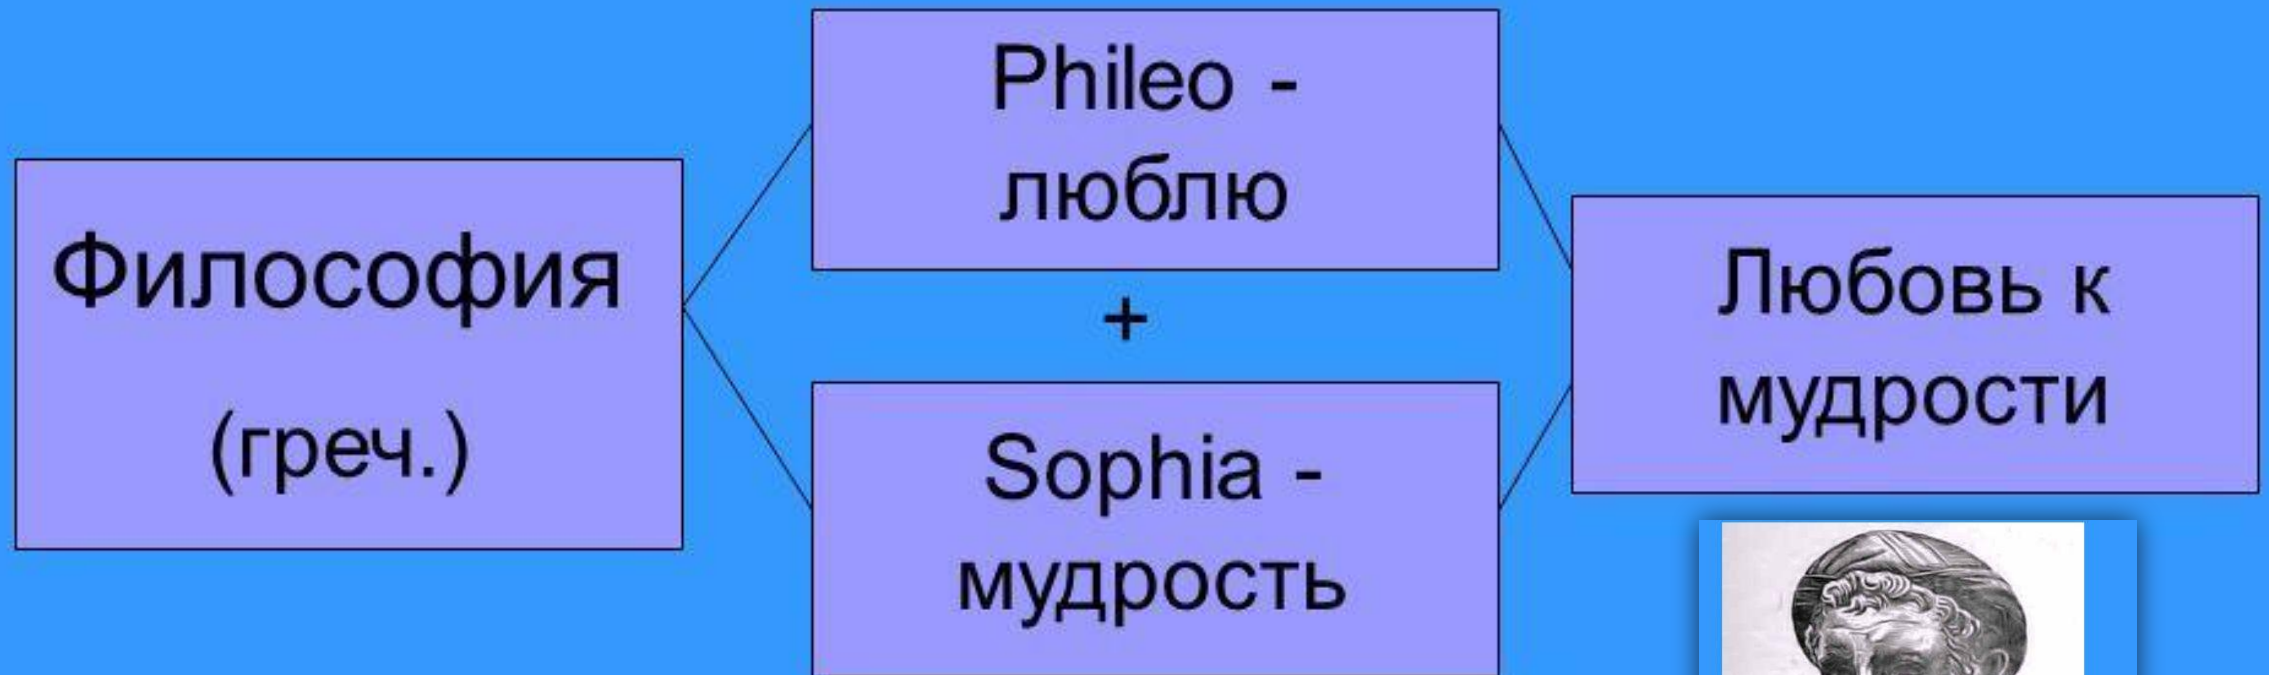 Философия
(греч.)
Phileo -
люблю
+
Sophia -
мудрость
Любовь к
мудрости